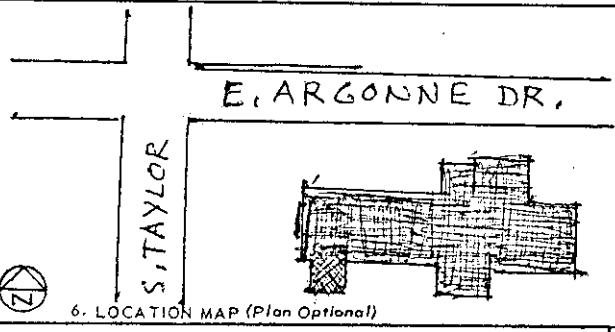 E. ARGONNE DR.
S. TAYLOR
N
6. LOCATION MAP (Plan Optional)